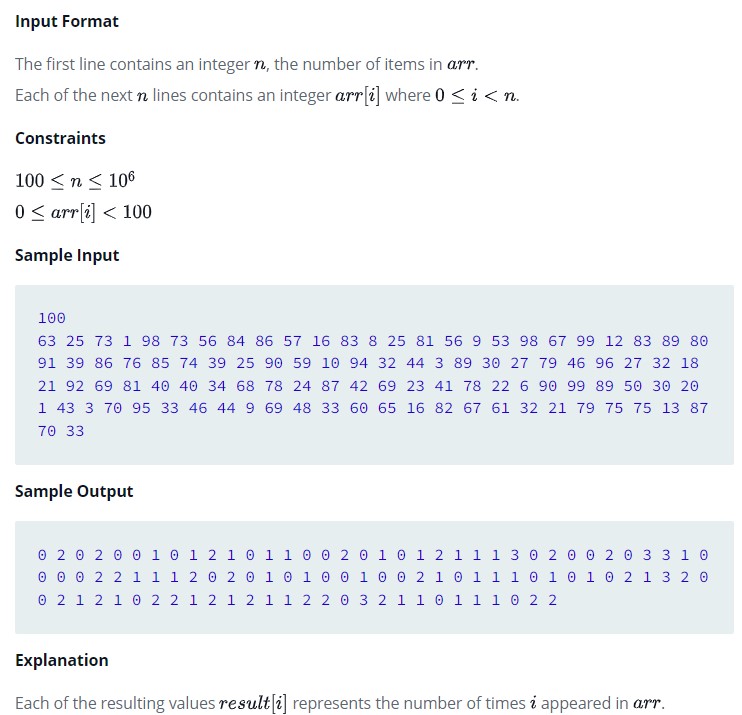 Input Format
The first line contains an integer n, the number of items in arr.
Each of the next n lines contains an integer arr[i] where 0 ≤ i < n.
Constraints
100 ≤ n ≤ 10⁶
0 ≤ arr[i] < 100
Sample Input
100
63 25 73 1 98 73 56 84 86 57 16 83 8 25 81 56 9 53 98 67 99 12 83 89 80
91 39 86 76 85 74 39 25 90 59 10 94 32 44 3 89 30 27 79 46 96 27 32 18
21 92 69 81 40 40 34 68 78 24 87 42 69 23 41 78 22 6 90 99 89 50 30 20
1 43 3 70 95 33 46 44 9 69 48 33 60 65 16 82 67 61 32 21 79 75 75 13 87
70 33
Sample Output
0 2 0 2 0 0 1 0 1 2 1 0 1 1 0 0 2 0 1 0 1 2 1 1 1 3 0 2 0 0 2 0 3 3 1 0
0 0 0 2 2 1 1 1 2 0 2 0 1 0 1 0 0 1 0 0 2 1 0 1 1 1 0 1 0 1 0 2 1 3 2 0
0 2 1 2 1 0 2 2 1 2 1 2 1 1 2 2 0 3 2 1 1 0 1 1 1 0 2 2
Explanation
Each of the resulting values result[i] represents the number of times i appeared in arr.